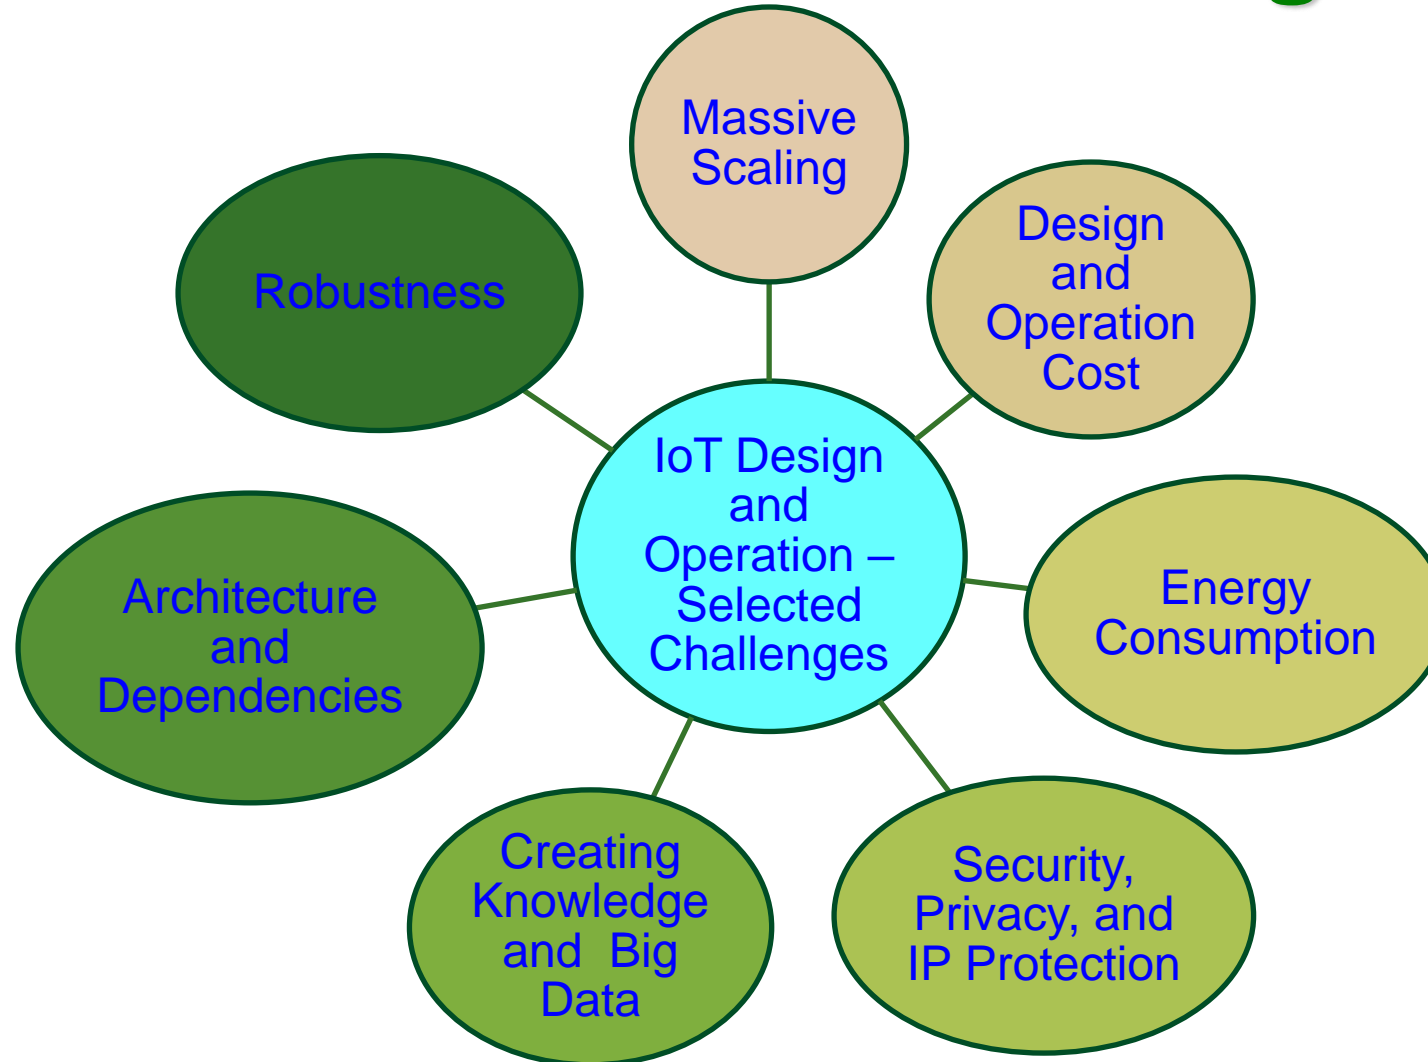 Massive
Scaling
Design
and
Operation
Cost
Robustness
IoT Design
and
Operation –
Selected
Challenges
Energy
Consumption
Architecture
and
Dependencies
Creating
Knowledge
and  Big
Data
Security,
Privacy, and
IP Protection